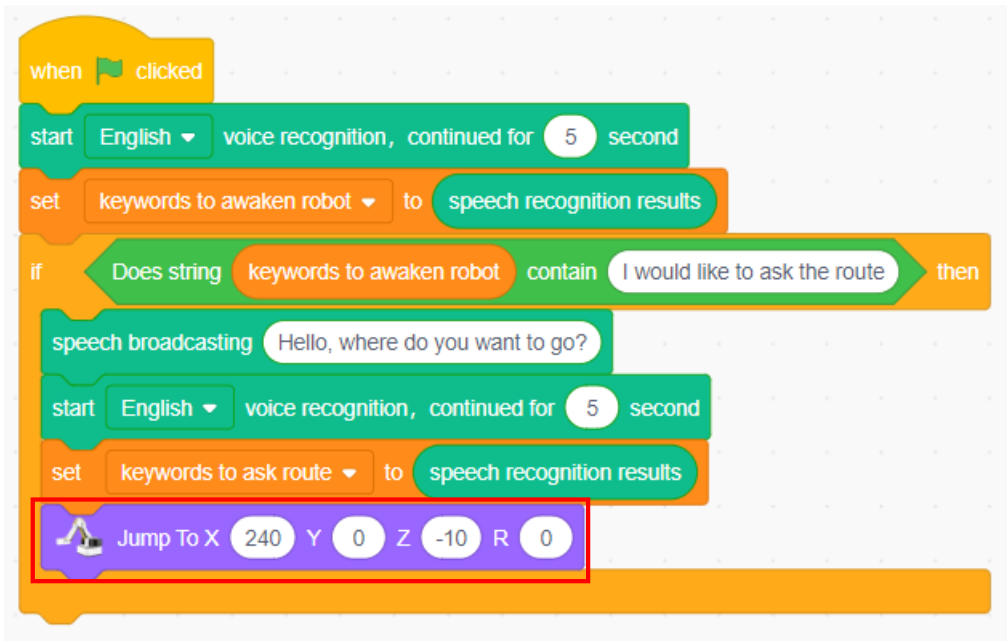 when clicked
start English voice recognition, continued for 5 second
set keywords to awaken robot to speech recognition results
if Does string keywords to awaken robot contain I would like to ask the route then
speech broadcasting Hello, where do you want to go?
start English voice recognition, continued for 5 second
set keywords to ask route to speech recognition results
Jump To X 240 Y 0 Z -10 R 0